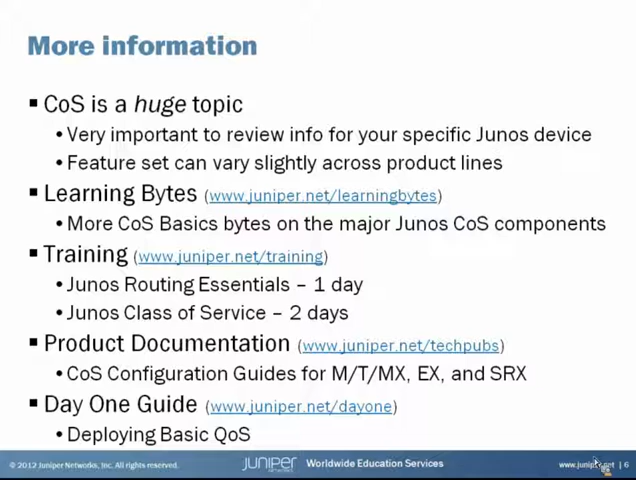 More information
▪ CoS is a huge topic
• Very important to review info for your specific Junos device
• Feature set can vary slightly across product lines
▪ Learning Bytes (www.juniper.net/learningbytes)
• More CoS Basics bytes on the major Junos CoS components
▪ Training (www.juniper.net/training)
• Junos Routing Essentials – 1 day
• Junos Class of Service – 2 days
▪ Product Documentation (www.juniper.net/techpubs)
• CoS Configuration Guides for M/T/MX, EX, and SRX
▪ Day One Guide (www.juniper.net/dayone)
• Deploying Basic QoS
© 2012 Juniper Networks, Inc. All rights reserved. JUNIPER NETWORKS Worldwide Education Services www.juniper.net | 6